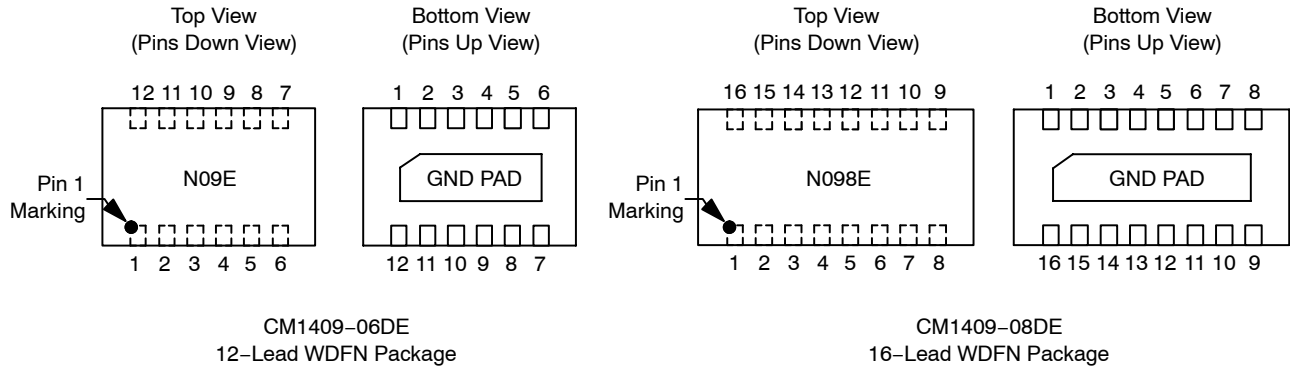 Top View
(Pins Down View)
Bottom View
(Pins Up View)
Top View
(Pins Down View)
Bottom View
(Pins Up View)
12 11 10 9 8 7
N09E
Pin 1
Marking
1 2 3 4 5 6
1 2 3 4 5 6
GND PAD
12 11 10 9 8 7
16 15 14 13 12 11 10 9
N098E
Pin 1
Marking
1 2 3 4 5 6 7 8
1 2 3 4 5 6 7 8
GND PAD
16 15 14 13 12 11 10 9
CM1409−06DE
12−Lead WDFN Package
CM1409−08DE
16−Lead WDFN Package